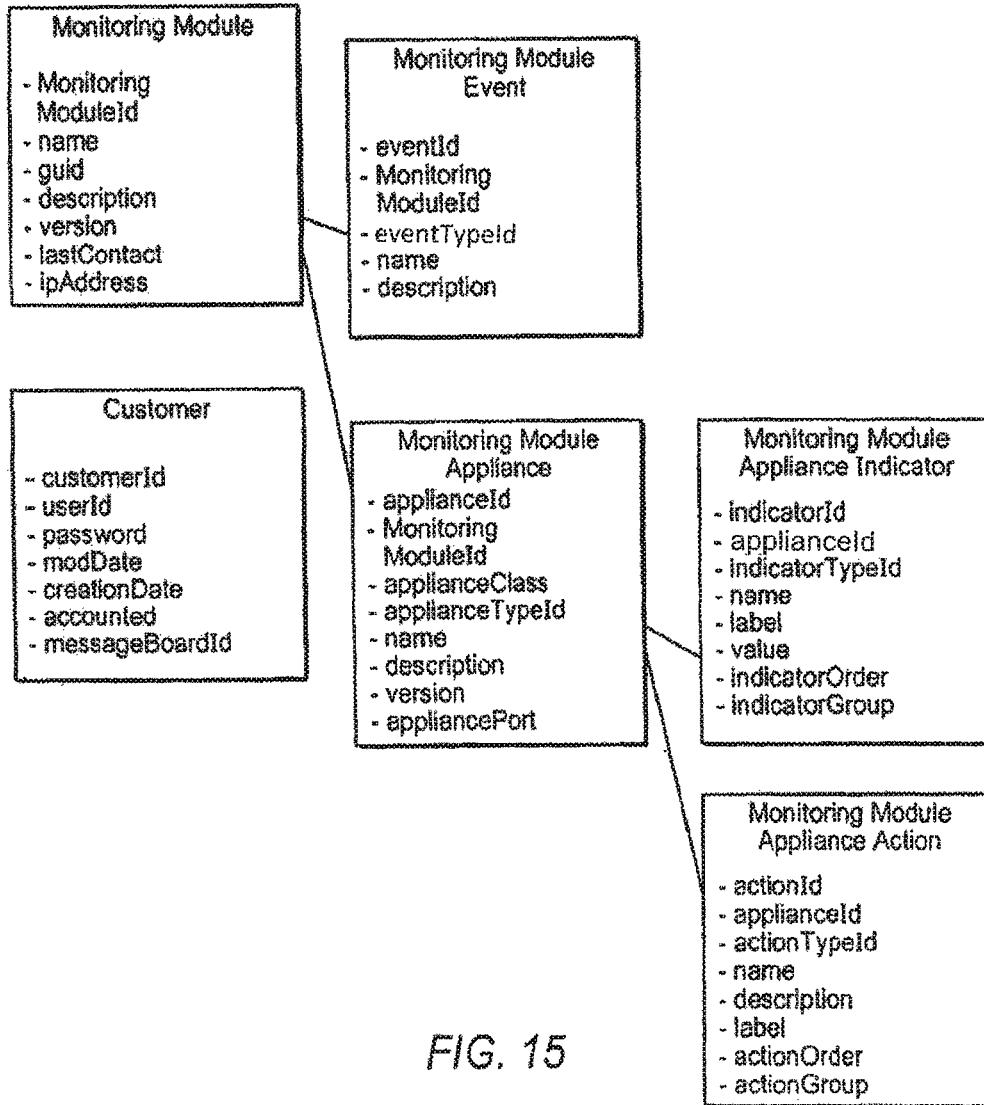 Monitoring Module
- Monitoring
ModuleId
- name
- guid
- description
- version
- lastContact
- ipAddress
Monitoring Module
Event
- eventId
- Monitoring
ModuleId
- eventTypeId
- name
- description
Customer
- customerId
- userId
- password
- modDate
- creationDate
- accounted
- messageBoardId
Monitoring Module
Appliance
- applianceId
- Monitoring
ModuleId
- applianceClass
- applianceTypeId
- name
- description
- version
- appliancePort
Monitoring Module
Appliance Indicator
- indicatorId
- applianceId
- indicatorTypeId
- name
- label
- value
- indicatorOrder
- indicatorGroup
Monitoring Module
Appliance Action
- actionId
- applianceId
- actionTypeId
- name
- description
- label
- actionOrder
- actionGroup
FIG. 15